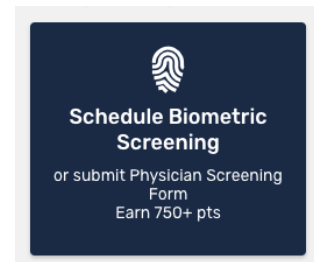 Schedule Biometric
Screening
or submit Physician Screening
Form
Earn 750+ pts